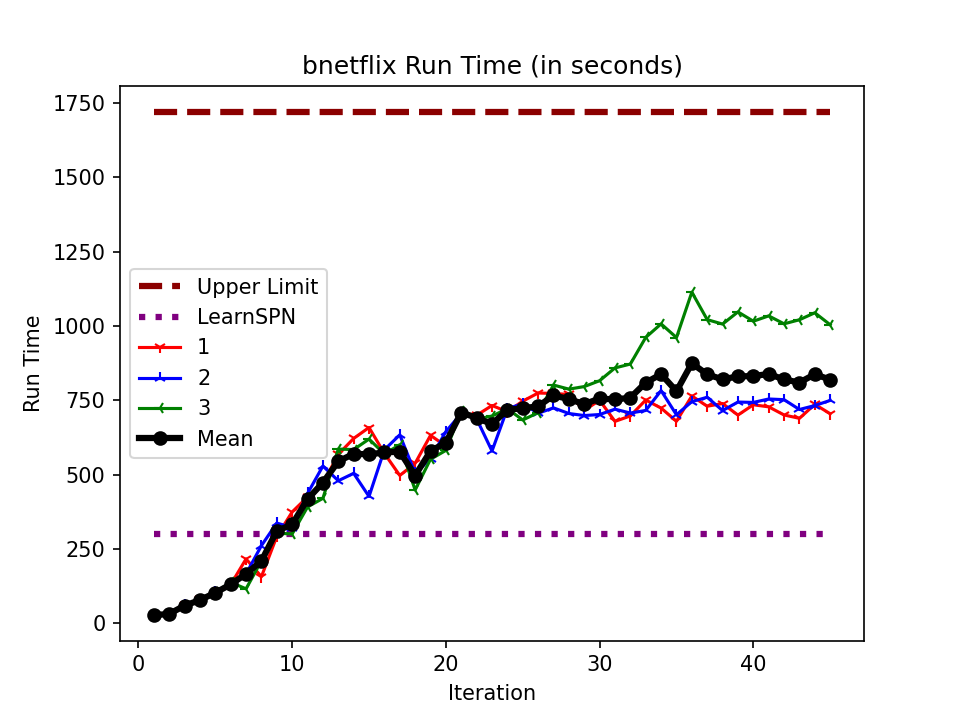 bnetflix Run Time (in seconds)
1750
1500
1250
1000
750
500
250
0
Run Time
Upper Limit
LearnSPN
1
2
3
Mean
0 10 20 30 40
Iteration